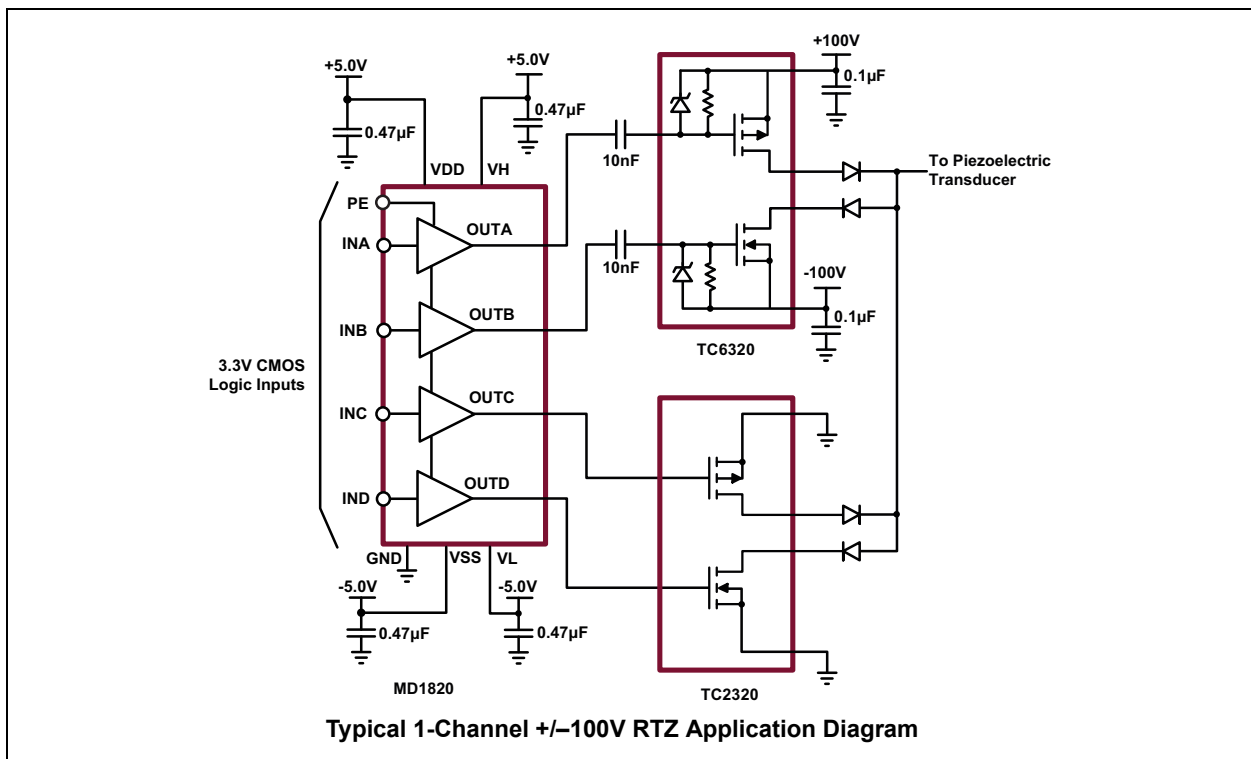 +100V
0.1µF
+5.0V
+5.0V
0.47µF
0.47µF
10nF
VDD
VH
To Piezoelectric
Transducer
PE
INA
OUTA
10nF
-100V
0.1µF
INB
OUTB
TC6320
3.3V CMOS
Logic Inputs
INC
OUTC
IND
OUTD
GND
VSS
VL
-5.0V
-5.0V
0.47µF
0.47µF
MD1820
TC2320
Typical 1-Channel +/–100V RTZ Application Diagram